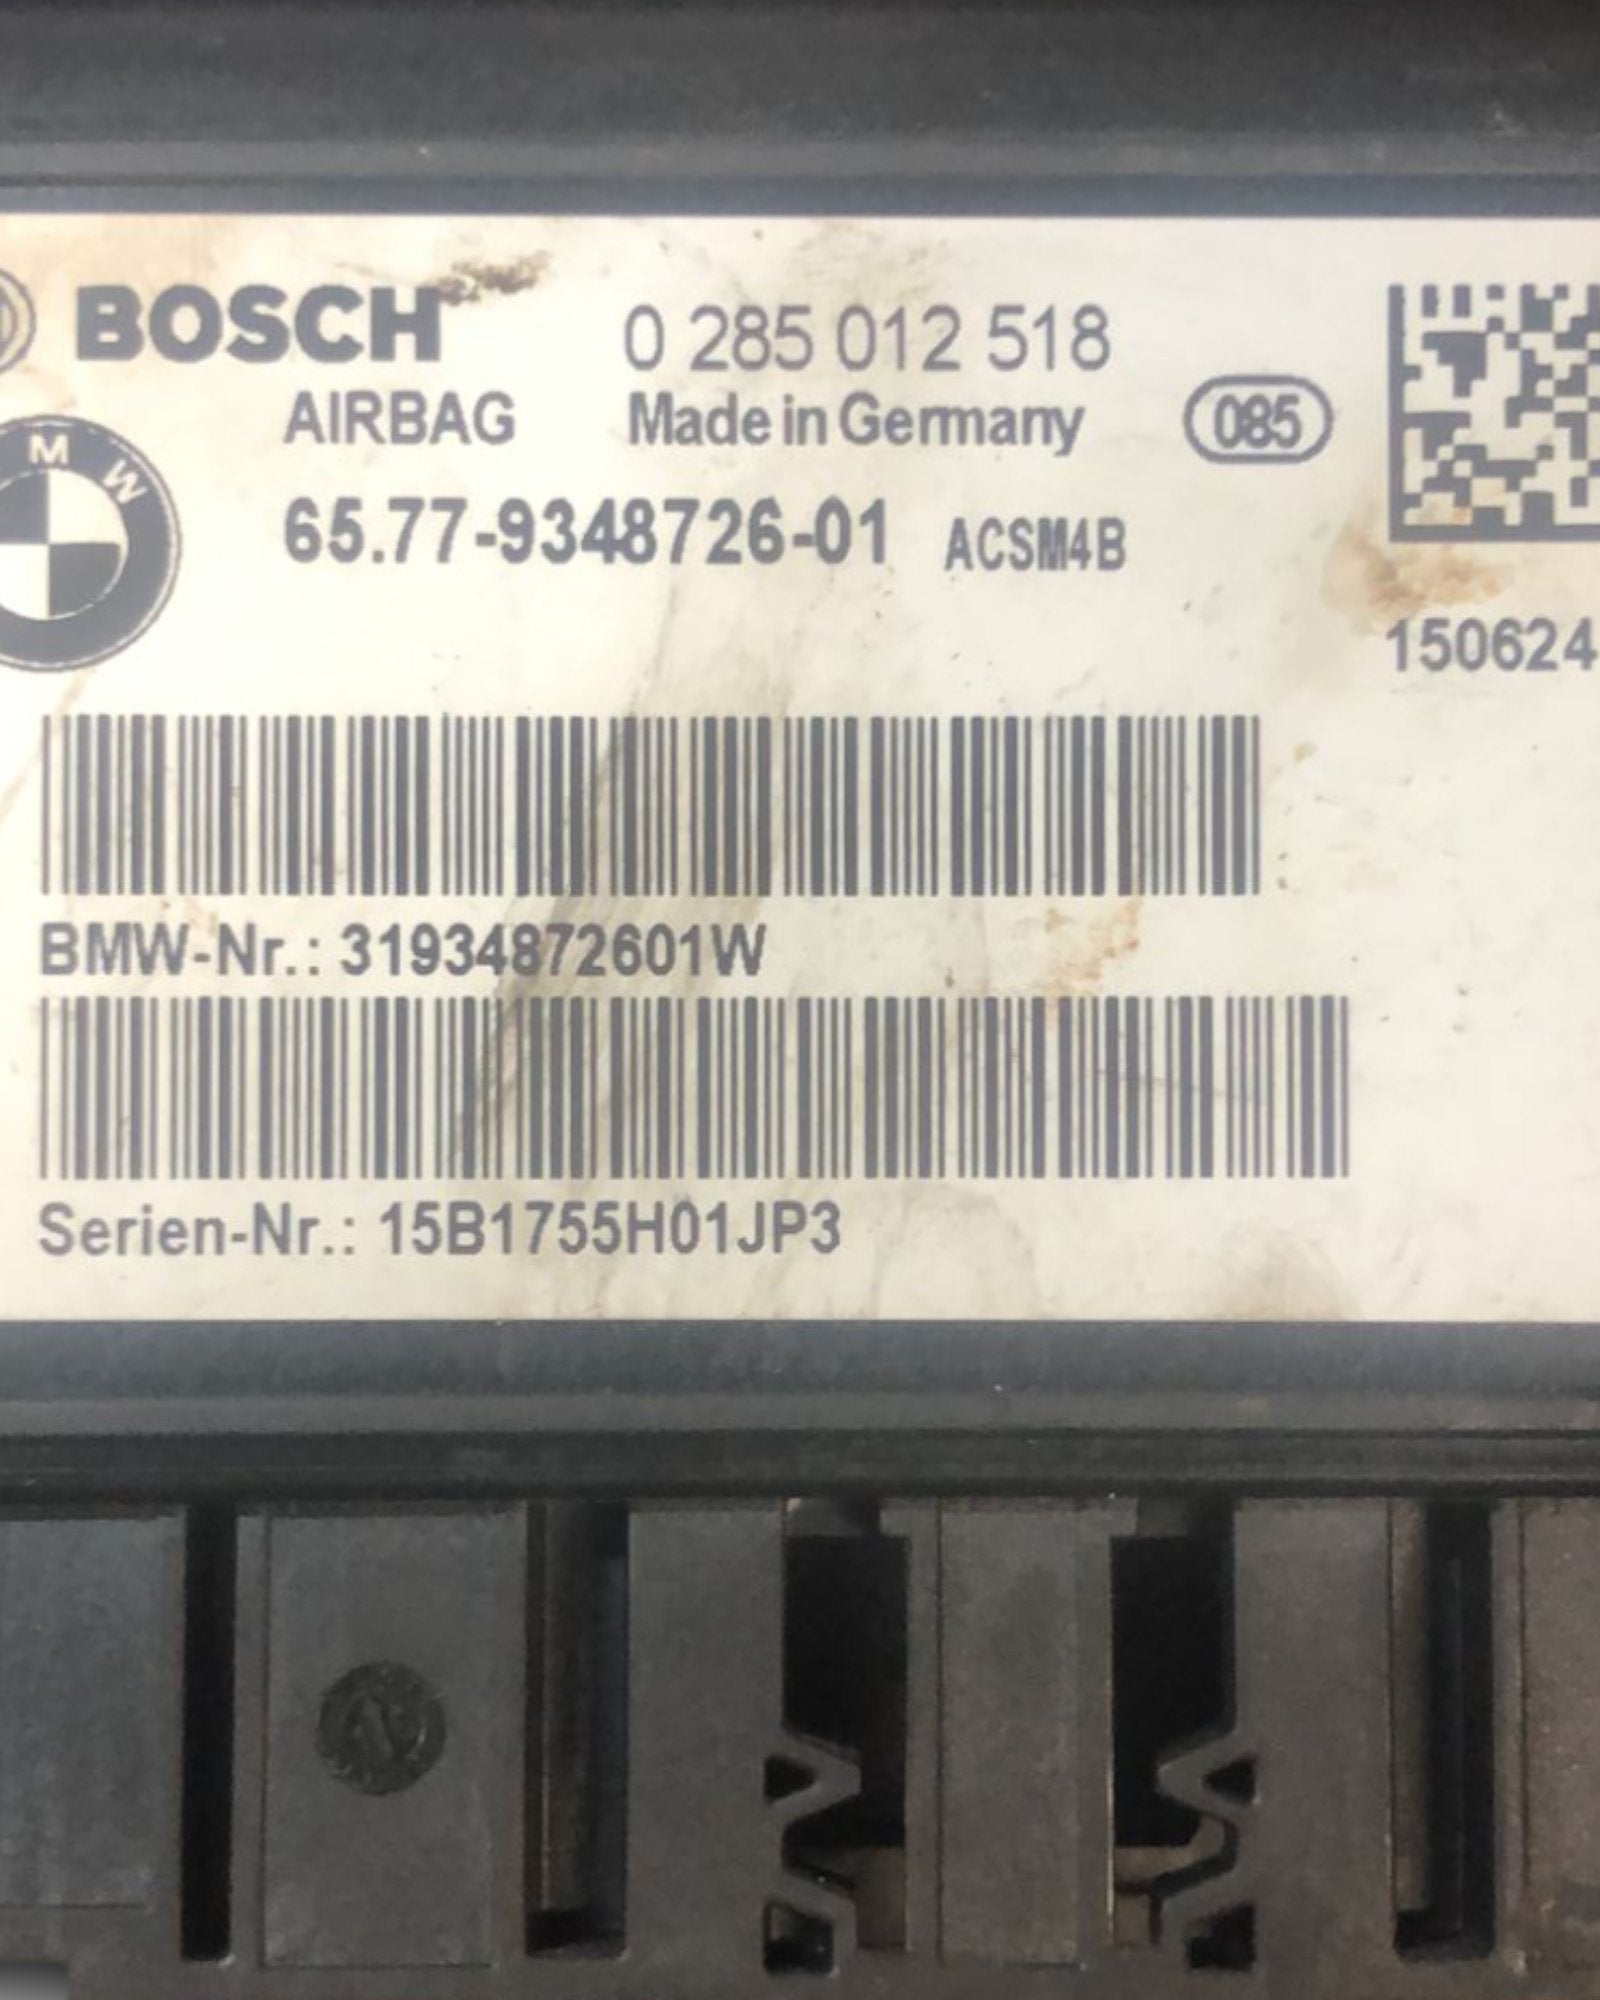 BOSCH 0 285 012 518
AIRBAG Made in Germany 085
M W
65.77-9348726-01 ACSM4B
150624
BMW-Nr.: 31934872601W
Serien-Nr.: 15B1755H01JP3
1